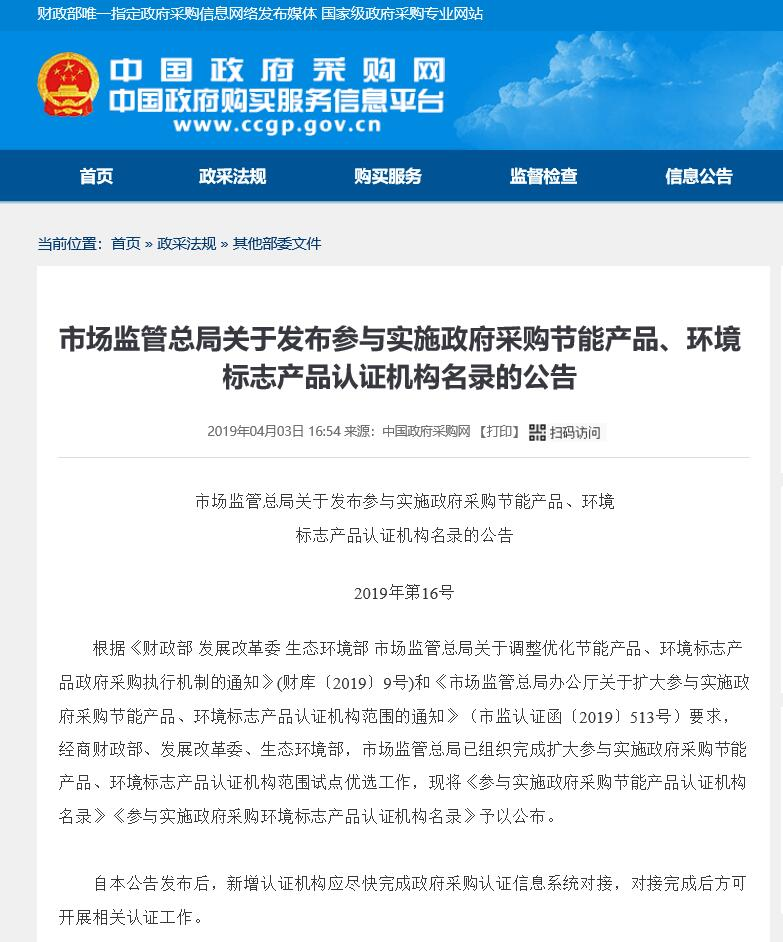 财政部唯一指定政府采购信息网络发布媒体 国家级政府采购专业网站
中国政府采购网
中国政府购买服务信息平台
www.ccgp.gov.cn
首页 政采法规 购买服务 监督检查 信息公告
当前位置：首页 » 政采法规 » 其他部委文件
市场监管总局关于发布参与实施政府采购节能产品、环境
标志产品认证机构名录的公告
2019年04月03日 16:54 来源：中国政府采购网 【打印】 扫码访问
市场监管总局关于发布参与实施政府采购节能产品、环境
标志产品认证机构名录的公告
2019年第16号
根据《财政部 发展改革委 生态环境部 市场监管总局关于调整优化节能产品、环境标志产
品政府采购执行机制的通知》(财库〔2019〕9号)和《市场监管总局办公厅关于扩大参与实施政
府采购节能产品、环境标志产品认证机构范围的通知》（市监认证函〔2019〕513号）要求，
经商财政部、发展改革委、生态环境部，市场监管总局已组织完成扩大参与实施政府采购节能
产品、环境标志产品认证机构范围试点优选工作，现将《参与实施政府采购节能产品认证机构
名录》《参与实施政府采购环境标志产品认证机构名录》予以公布。
自本公告发布后，新增认证机构应尽快完成政府采购认证信息系统对接，对接完成后方可
开展相关认证工作。